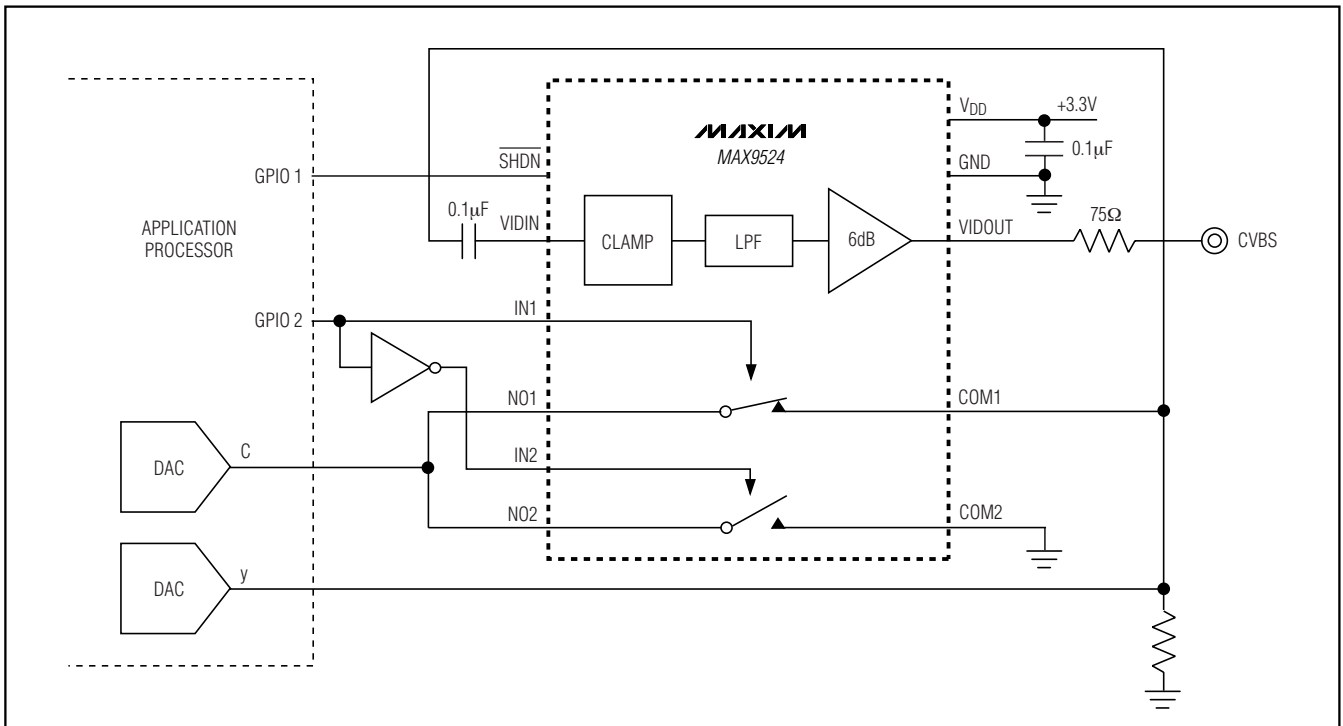 MAXIM
MAX9524
VDD
+3.3V
0.1μF
GND
SHDN
GPIO 1
APPLICATION
PROCESSOR
0.1μF
VIDIN
CLAMP
LPF
6dB
VIDOUT
75Ω
CVBS
GPIO 2
IN1
NO1
COM1
DAC
C
IN2
NO2
COM2
DAC
y